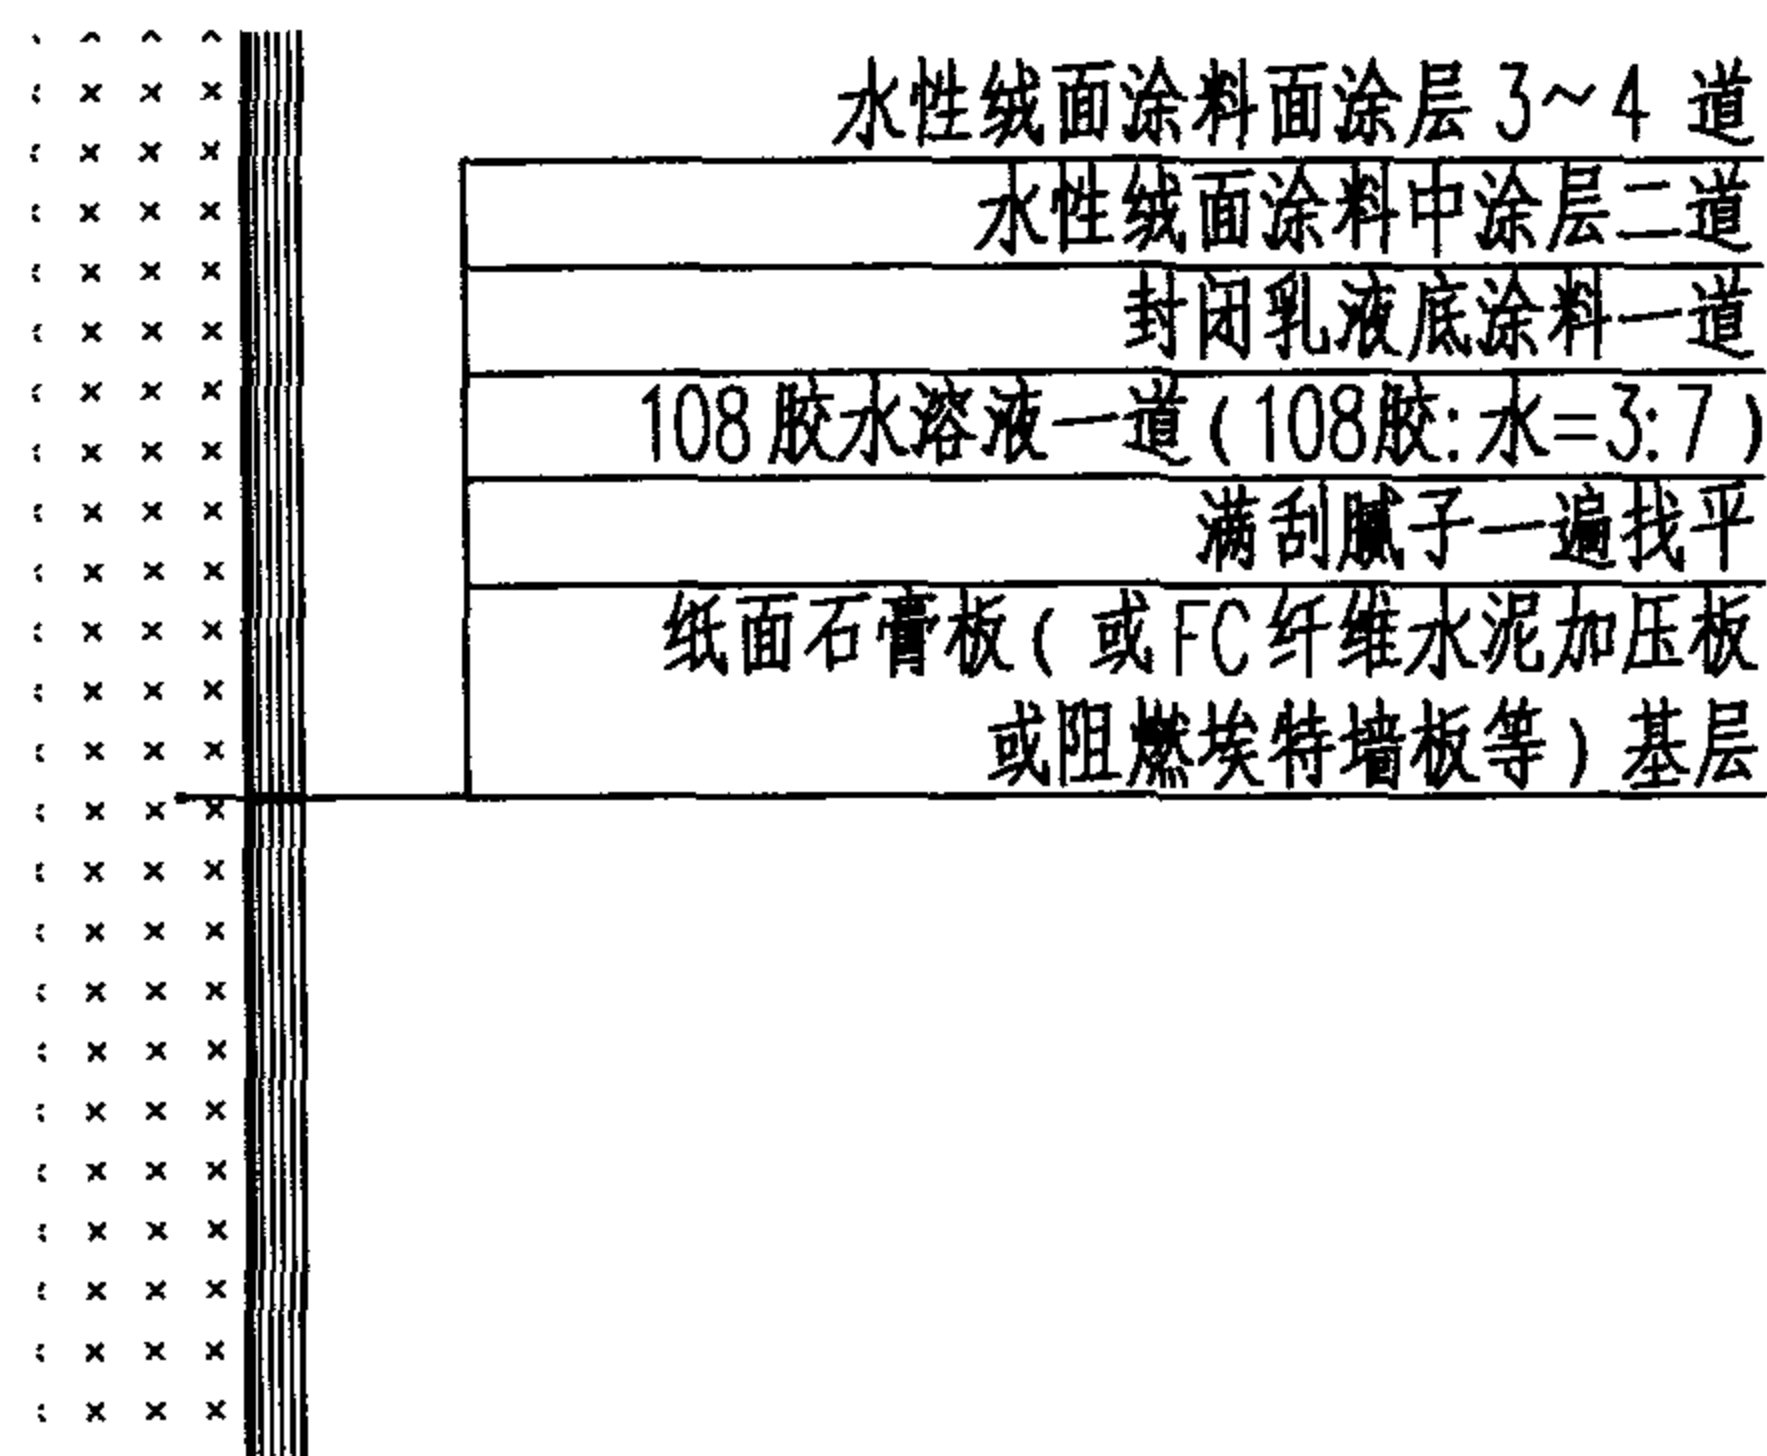 水性绒面涂料面涂层3~4道
水性绒面涂料中涂层二道
封闭乳液底涂料一道
108胶水溶液一道(108胶:水=3:7)
满刮腻子一遍找平
纸面石膏板(或FC纤维水泥加压板
或阻燃埃特墙板等)基层